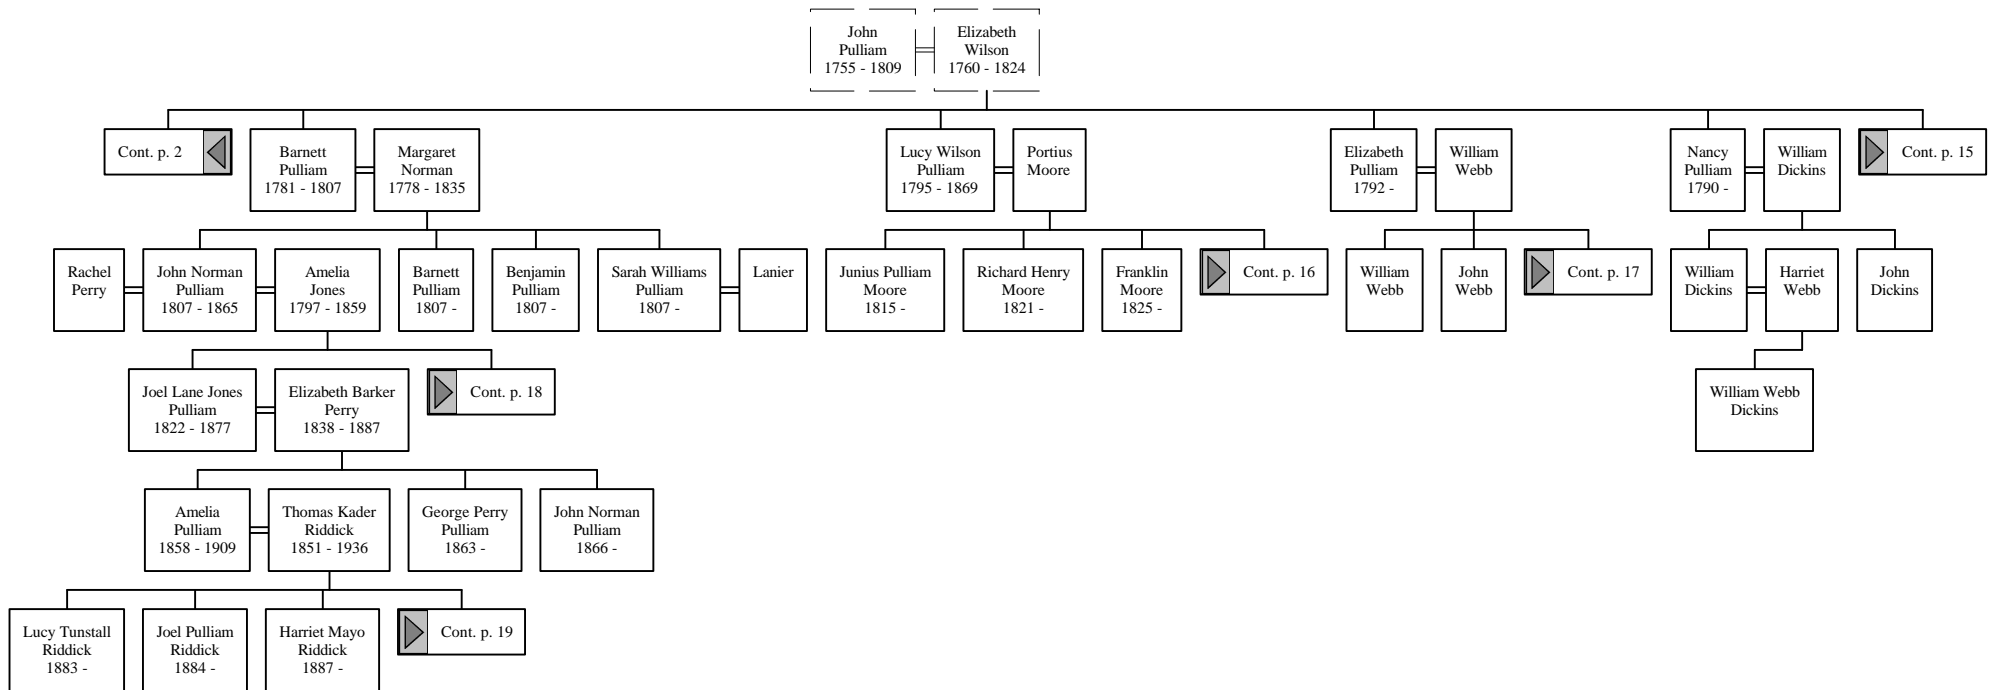 John
Pulliam
1755 - 1809
Elizabeth
Wilson
1760 - 1824
Cont. p. 2
Barnett
Pulliam
1781 - 1807
Margaret
Norman
1778 - 1835
Lucy Wilson
Pulliam
1795 - 1869
Portius
Moore
Elizabeth
Pulliam
1792 -
William
Webb
Nancy
Pulliam
1790 -
William
Dickins
Cont. p. 15
Rachel
Perry
John Norman
Pulliam
1807 - 1865
Amelia
Jones
1797 - 1859
Barnett
Pulliam
1807 -
Benjamin
Pulliam
1807 -
Sarah Williams
Pulliam
1807 -
Lanier
Junius Pulliam
Moore
1815 -
Richard Henry
Moore
1821 -
Franklin
Moore
1825 -
Cont. p. 16
William
Webb
John
Webb
Cont. p. 17
William
Dickins
Harriet
Webb
John
Dickins
Joel Lane Jones
Pulliam
1822 - 1877
Elizabeth Barker
Perry
1838 - 1887
Cont. p. 18
William Webb
Dickins
Amelia
Pulliam
1858 - 1909
Thomas Kader
Riddick
1851 - 1936
George Perry
Pulliam
1863 -
John Norman
Pulliam
1866 -
Lucy Tunstall
Riddick
1883 -
Joel Pulliam
Riddick
1884 -
Harriet Mayo
Riddick
1887 -
Cont. p. 19